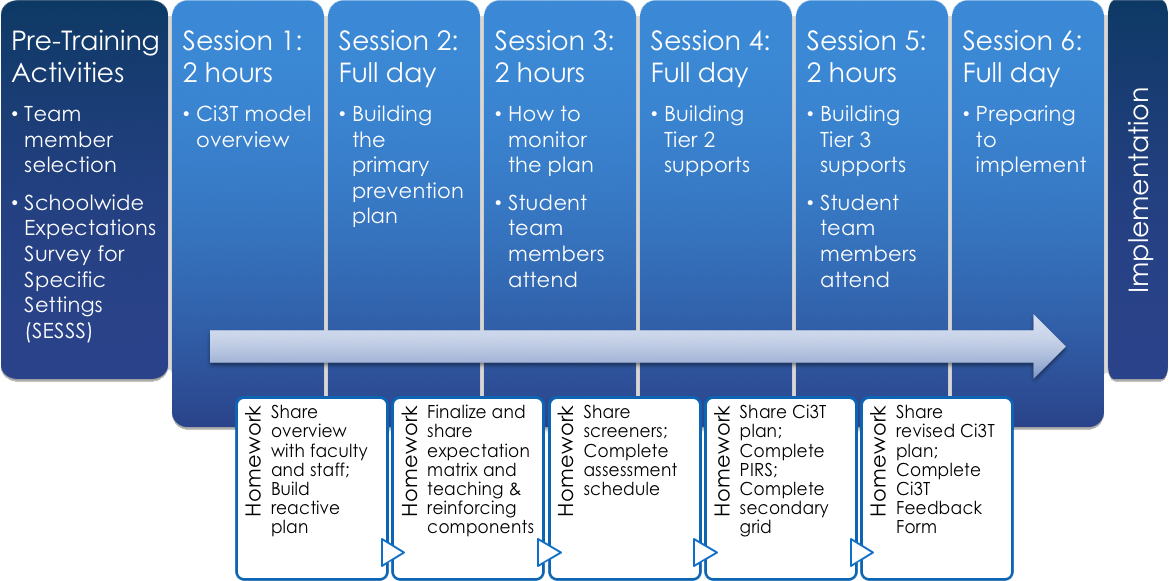 Pre-Training
Activities
• Team
member
selection
• Schoolwide
Expectations
Survey for
Specific
Settings
(SESSS)
Session 1:
2 hours
• Ci3T model
overview
Session 2:
Full day
• Building
the
primary
prevention
plan
Session 3:
2 hours
• How to
monitor
the plan
• Student
team
members
attend
Session 4:
Full day
• Building
Tier 2
supports
Session 5:
2 hours
• Building
Tier 3
supports
• Student
team
members
attend
Session 6:
Full day
• Preparing
to
implement
Implementation
Homework
Share
overview
with faculty
and staff;
Build
reactive
plan
Homework
Finalize and
share
expectation
matrix and
teaching &
reinforcing
components
Homework
Share
screeners;
Complete
assessment
schedule
Homework
Share Ci3T
plan;
Complete
PIRS;
Complete
secondary
grid
Homework
Share
revised Ci3T
plan;
Complete
Ci3T
Feedback
Form